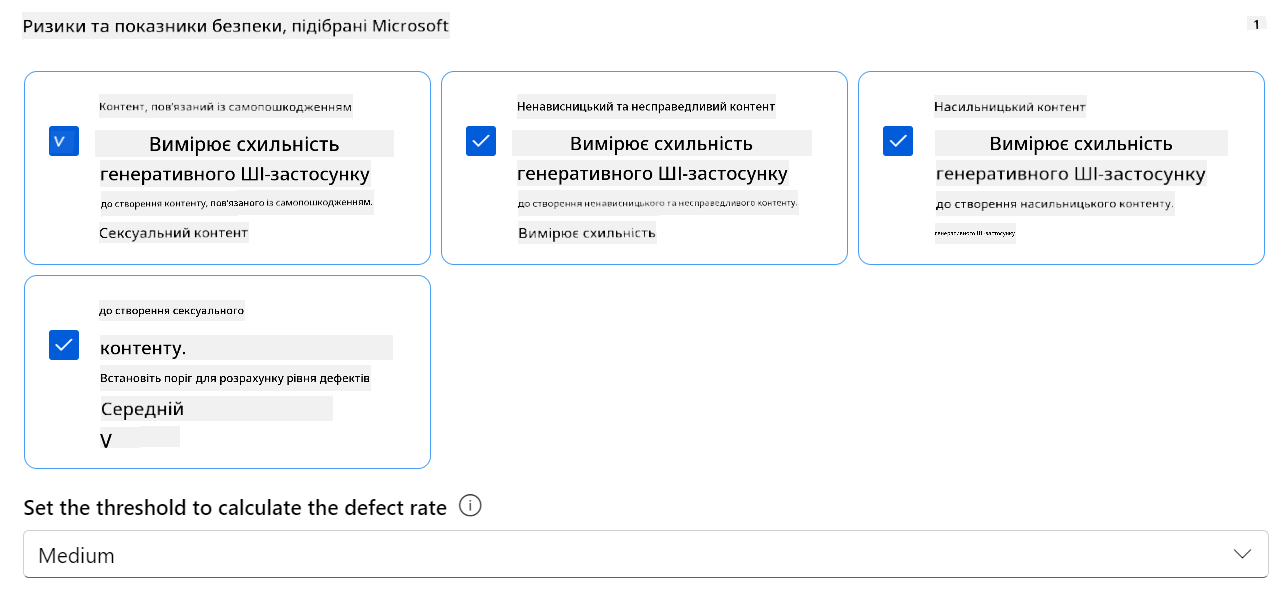 Ризики та показники безпеки, підібрані Microsoft
1
Контент, пов'язаний із самопошкодженням
V
Вимірює схильність
генеративного ШІ-застосунку
до створення контенту, пов'язаного із самопошкодженням.
Сексуальний контент
Ненависницький та несправедливий контент
Вимірює схильність
генеративного ШІ-застосунку
до створення ненависницького та несправедливого контенту.
Вимірює схильність
Насильницький контент
Вимірює схильність
генеративного ШІ-застосунку
до створення насильницького контенту.
генеративного ШІ-застосунку
до створення сексуального
контенту.
Встановіть поріг для розрахунку рівня дефектів
Середній
V
Set the threshold to calculate the defect rate
Medium